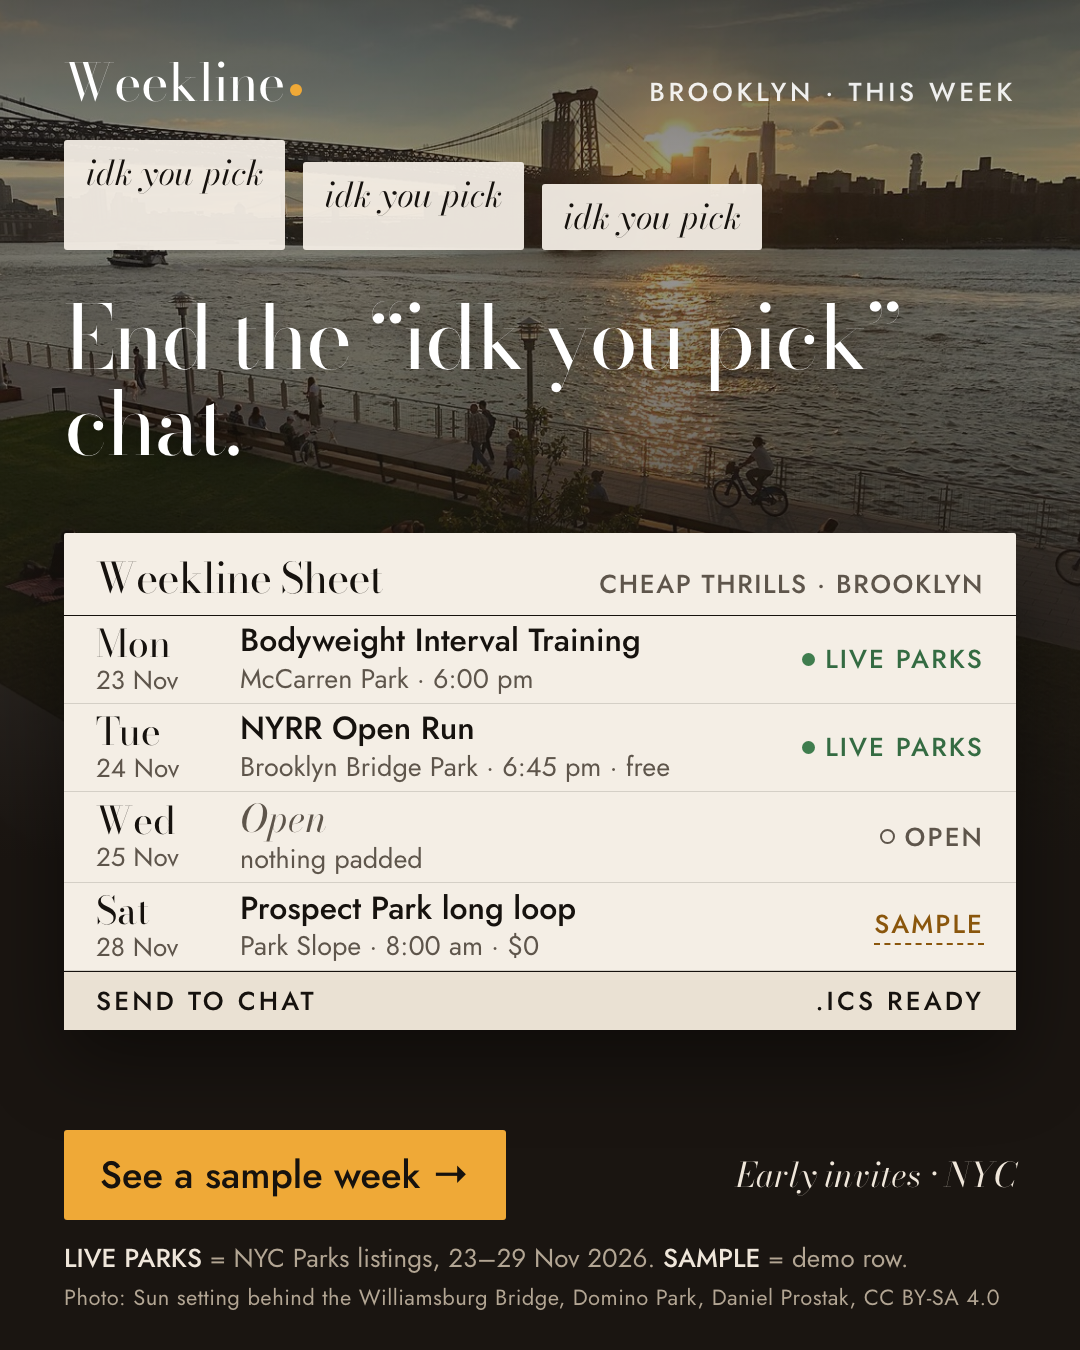 Weekline
BROOKLYN · THIS WEEK
idk you pick
idk you pick
idk you pick
End the “idk you pick”
chat.
Weekline Sheet
CHEAP THRILLS · BROOKLYN
Mon
23 Nov
Bodyweight Interval Training
McCarren Park · 6:00 pm
LIVE PARKS
Tue
24 Nov
NYRR Open Run
Brooklyn Bridge Park · 6:45 pm · free
LIVE PARKS
Wed
25 Nov
Open
nothing padded
OPEN
Sat
28 Nov
Prospect Park long loop
Park Slope · 8:00 am · $0
SAMPLE
SEND TO CHAT
.ICS READY
See a sample week →
Early invites · NYC
LIVE PARKS = NYC Parks listings, 23–29 Nov 2026. SAMPLE = demo row.
Photo: Sun setting behind the Williamsburg Bridge, Domino Park, Daniel Prostak, CC BY-SA 4.0